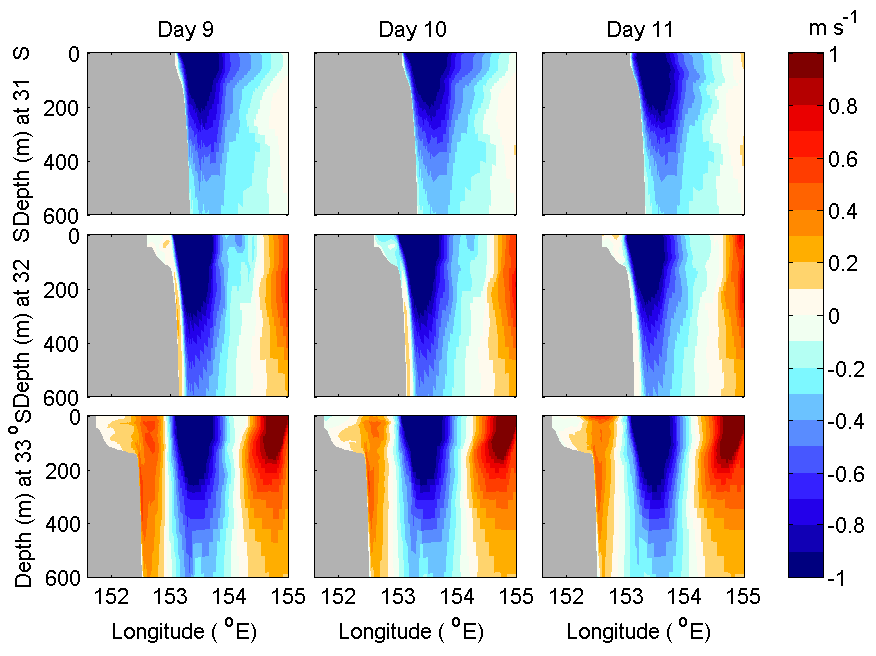 Day 9 Day 10 Day 11 m s-1
Depth (m) at 31 S
0
200
400
600
Depth (m) at 32 S
0
200
400
600
Depth (m) at 33 oS
0
200
400
600
152 153 154 155
152 153 154 155
152 153 154 155
Longitude ( oE) Longitude ( oE) Longitude ( oE)
1
0.8
0.6
0.4
0.2
0
-0.2
-0.4
-0.6
-0.8
-1